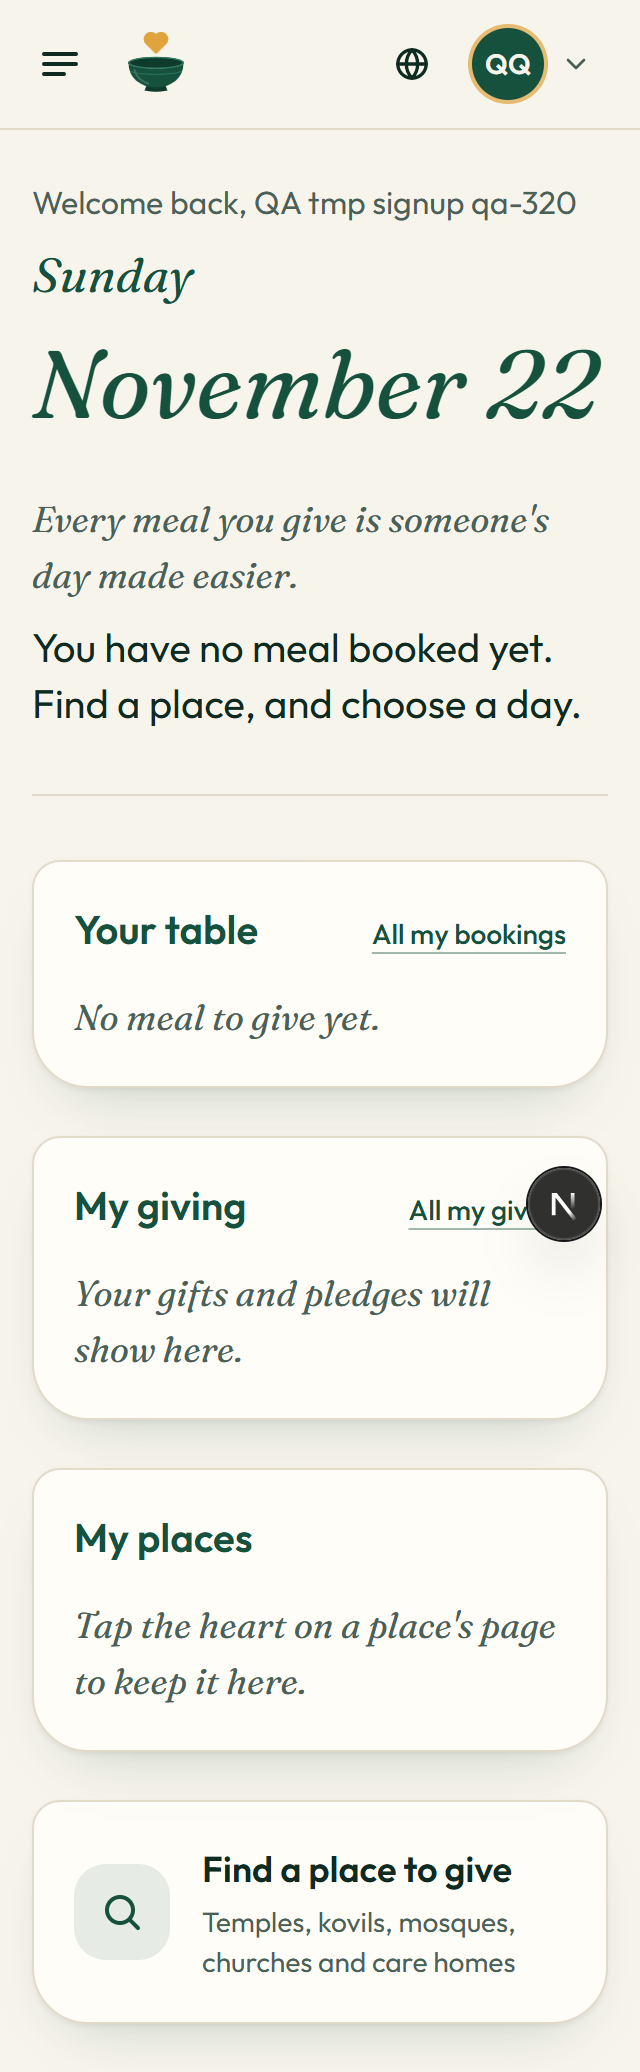 QQ
Welcome back, QA tmp signup qa-320
Sunday
November 22
Every meal you give is someone's
day made easier.
You have no meal booked yet.
Find a place, and choose a day.
Your table
All my bookings
No meal to give yet.
My giving
All my giv
N
Your gifts and pledges will
show here.
My places
Tap the heart on a place's page
to keep it here.
Find a place to give
Temples, kovils, mosques,
churches and care homes